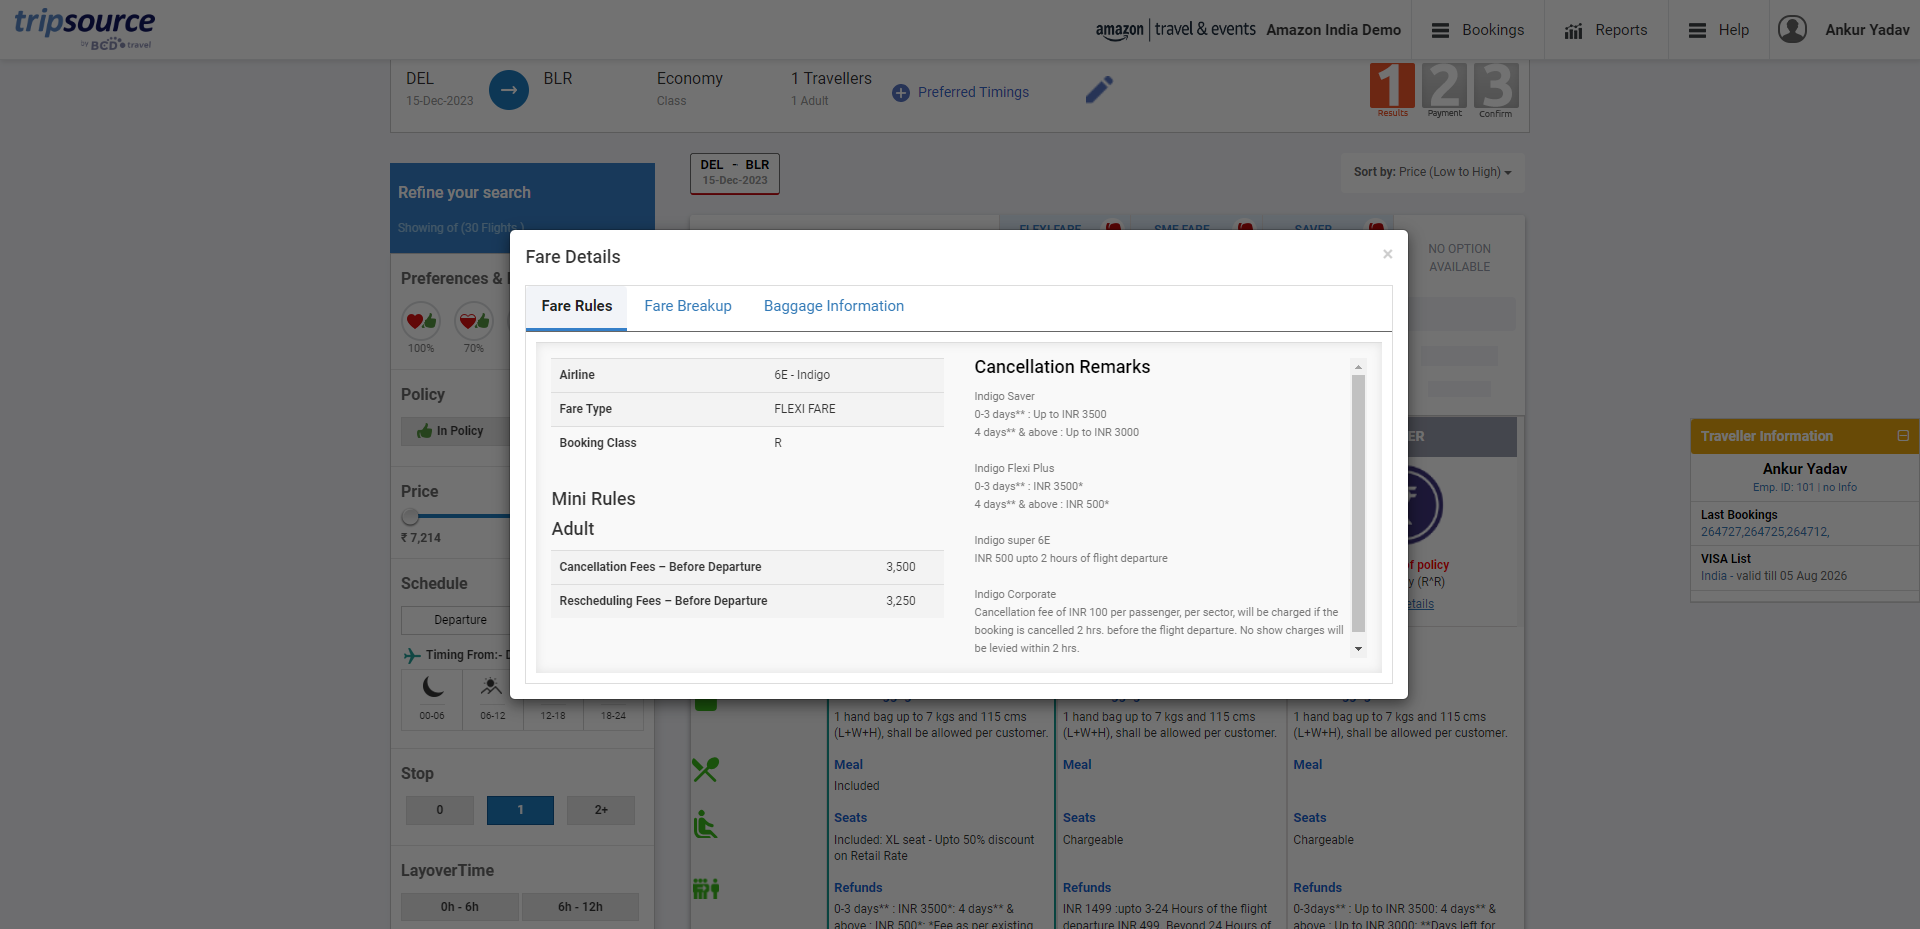 tripsource
by BCD travel
amazon | travel & events
Amazon India Demo
Bookings
Reports
Help
Ankur Yadav
DEL
15-Dec-2023
BLR
Economy
Class
1 Travellers
1 Adult
Preferred Timings
1 2 3
Results
Payment
Confirm
Refine your search
Showing of (30 Flights )
DEL - BLR
15-Dec-2023
Sort by: Price (Low to High)
FLEXI FARE
SME FARE
SAVER
NO OPTION
AVAILABLE
Preferences &
100%
70%
Policy
In Policy
Price
₹ 7,214
Schedule
Departure
Timing From:-
00-06
06-12
12-18
18-24
Stop
0
1
2+
LayoverTime
0h - 6h
6h - 12h
Fare Details
×
Fare Rules
Fare Breakup
Baggage Information
Airline
6E - Indigo
Fare Type
FLEXI FARE
Booking Class
R
Mini Rules
Adult
Cancellation Fees – Before Departure
3,500
Rescheduling Fees – Before Departure
3,250
Cancellation Remarks
Indigo Saver
0-3 days** : Up to INR 3500
4 days** & above : Up to INR 3000
Indigo Flexi Plus
0-3 days** : INR 3500*
4 days** & above : INR 500*
Indigo super 6E
INR 500 upto 2 hours of flight departure
Indigo Corporate
Cancellation fee of INR 100 per passenger, per sector, will be charged if the
booking is cancelled 2 hrs. before the flight departure. No show charges will
be levied within 2 hrs.
ER
policy
(R^R)
etails
Traveller Information
Ankur Yadav
Emp. ID: 101 | no Info
Last Bookings
264727,264725,264712,
VISA List
India - valid till 05 Aug 2026
1 hand bag up to 7 kgs and 115 cms
(L+W+H), shall be allowed per customer.
Meal
Included
Seats
Included: XL seat - Upto 50% discount
on Retail Rate
Refunds
0-3 days** : INR 3500*: 4 days** &
above : INR 500*: *Fee as per existing
1 hand bag up to 7 kgs and 115 cms
(L+W+H), shall be allowed per customer.
Meal
Seats
Chargeable
Refunds
INR 1499 :upto 3-24 Hours of the flight
departure INR 499, Beyond 24 Hours of
1 hand bag up to 7 kgs and 115 cms
(L+W+H), shall be allowed per customer.
Meal
Seats
Chargeable
Refunds
0-3days** : Up to INR 3500: 4 days** &
above : Up to INR 3000: **Days left for